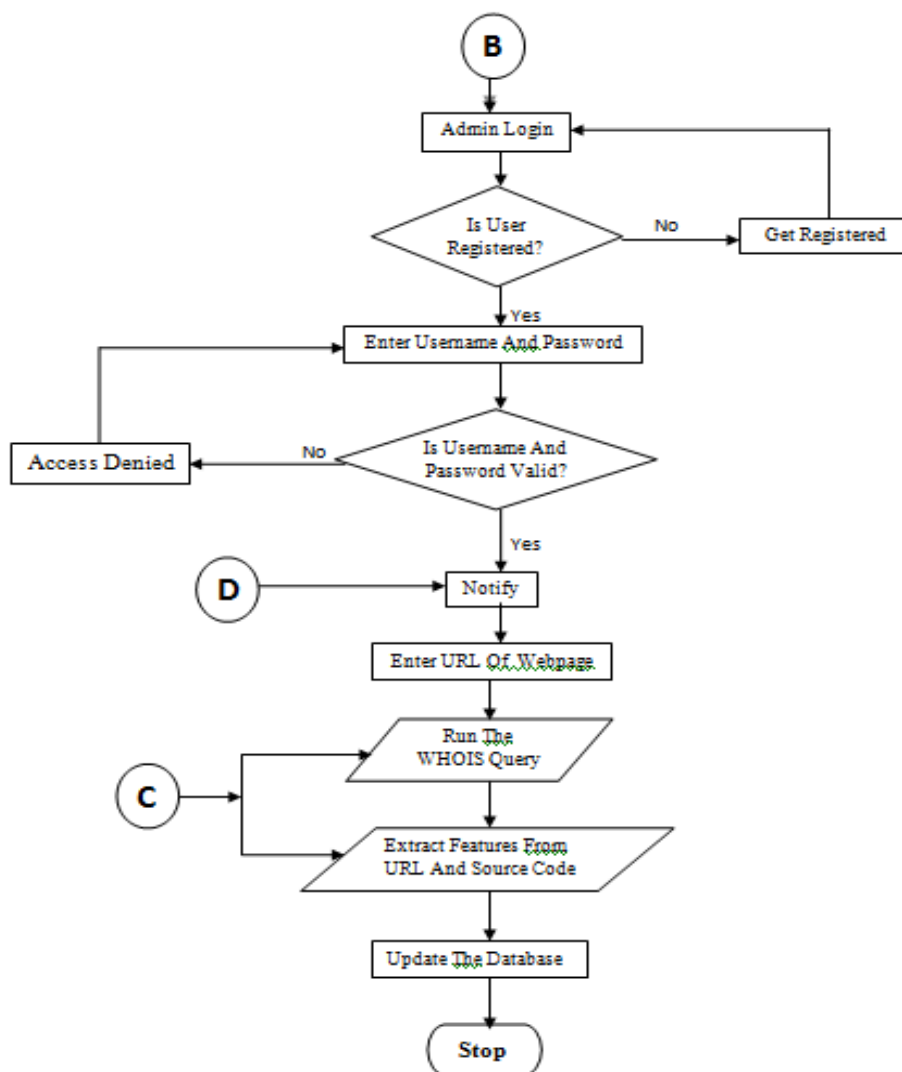 B
Admin Login
Is User
Registered?
No
Get Registered
Yes
Enter Username And Password
Is Username And
Password Valid?
No
Access Denied
Yes
D
Notify
Enter URL Of Webpage
Run The
WHOIS Query
C
Extract Features From
URL And Source Code
Update The Database
Stop